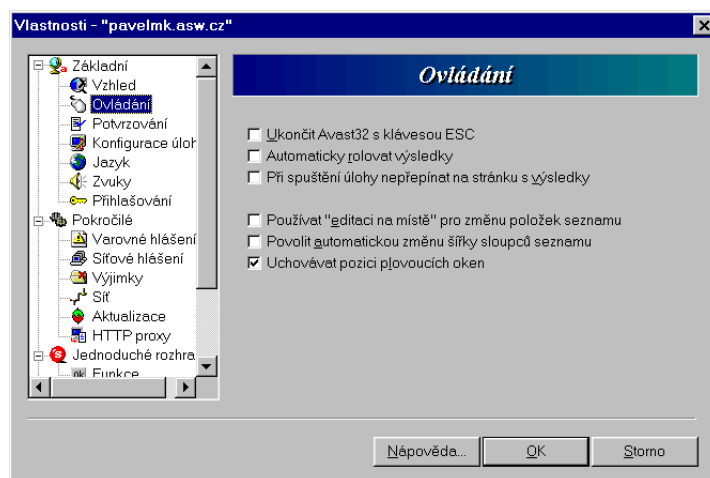 Vlastnosti - "pavelmk.asw.cz"
Základní
Vzhled
Ovládání
Potvrzování
Konfigurace úloh
Jazyk
Zvuky
Přihlašování
Pokročilé
Varovné hlášení
Síťové hlášení
Výjimky
Síť
Aktualizace
HTTP proxy
Jednoduché rozhra
Funkce
Ovládání
Ukončit Avast32 s klávesou ESC
Automaticky rolovat výsledky
Při spuštění úlohy nepřepínat na stránku s výsledky
Používat "editaci na místě" pro změnu položek seznamu
Povolit automatickou změnu šířky sloupců seznamu
Uchovávat pozici plovoucích oken
Nápověda...
OK
Storno